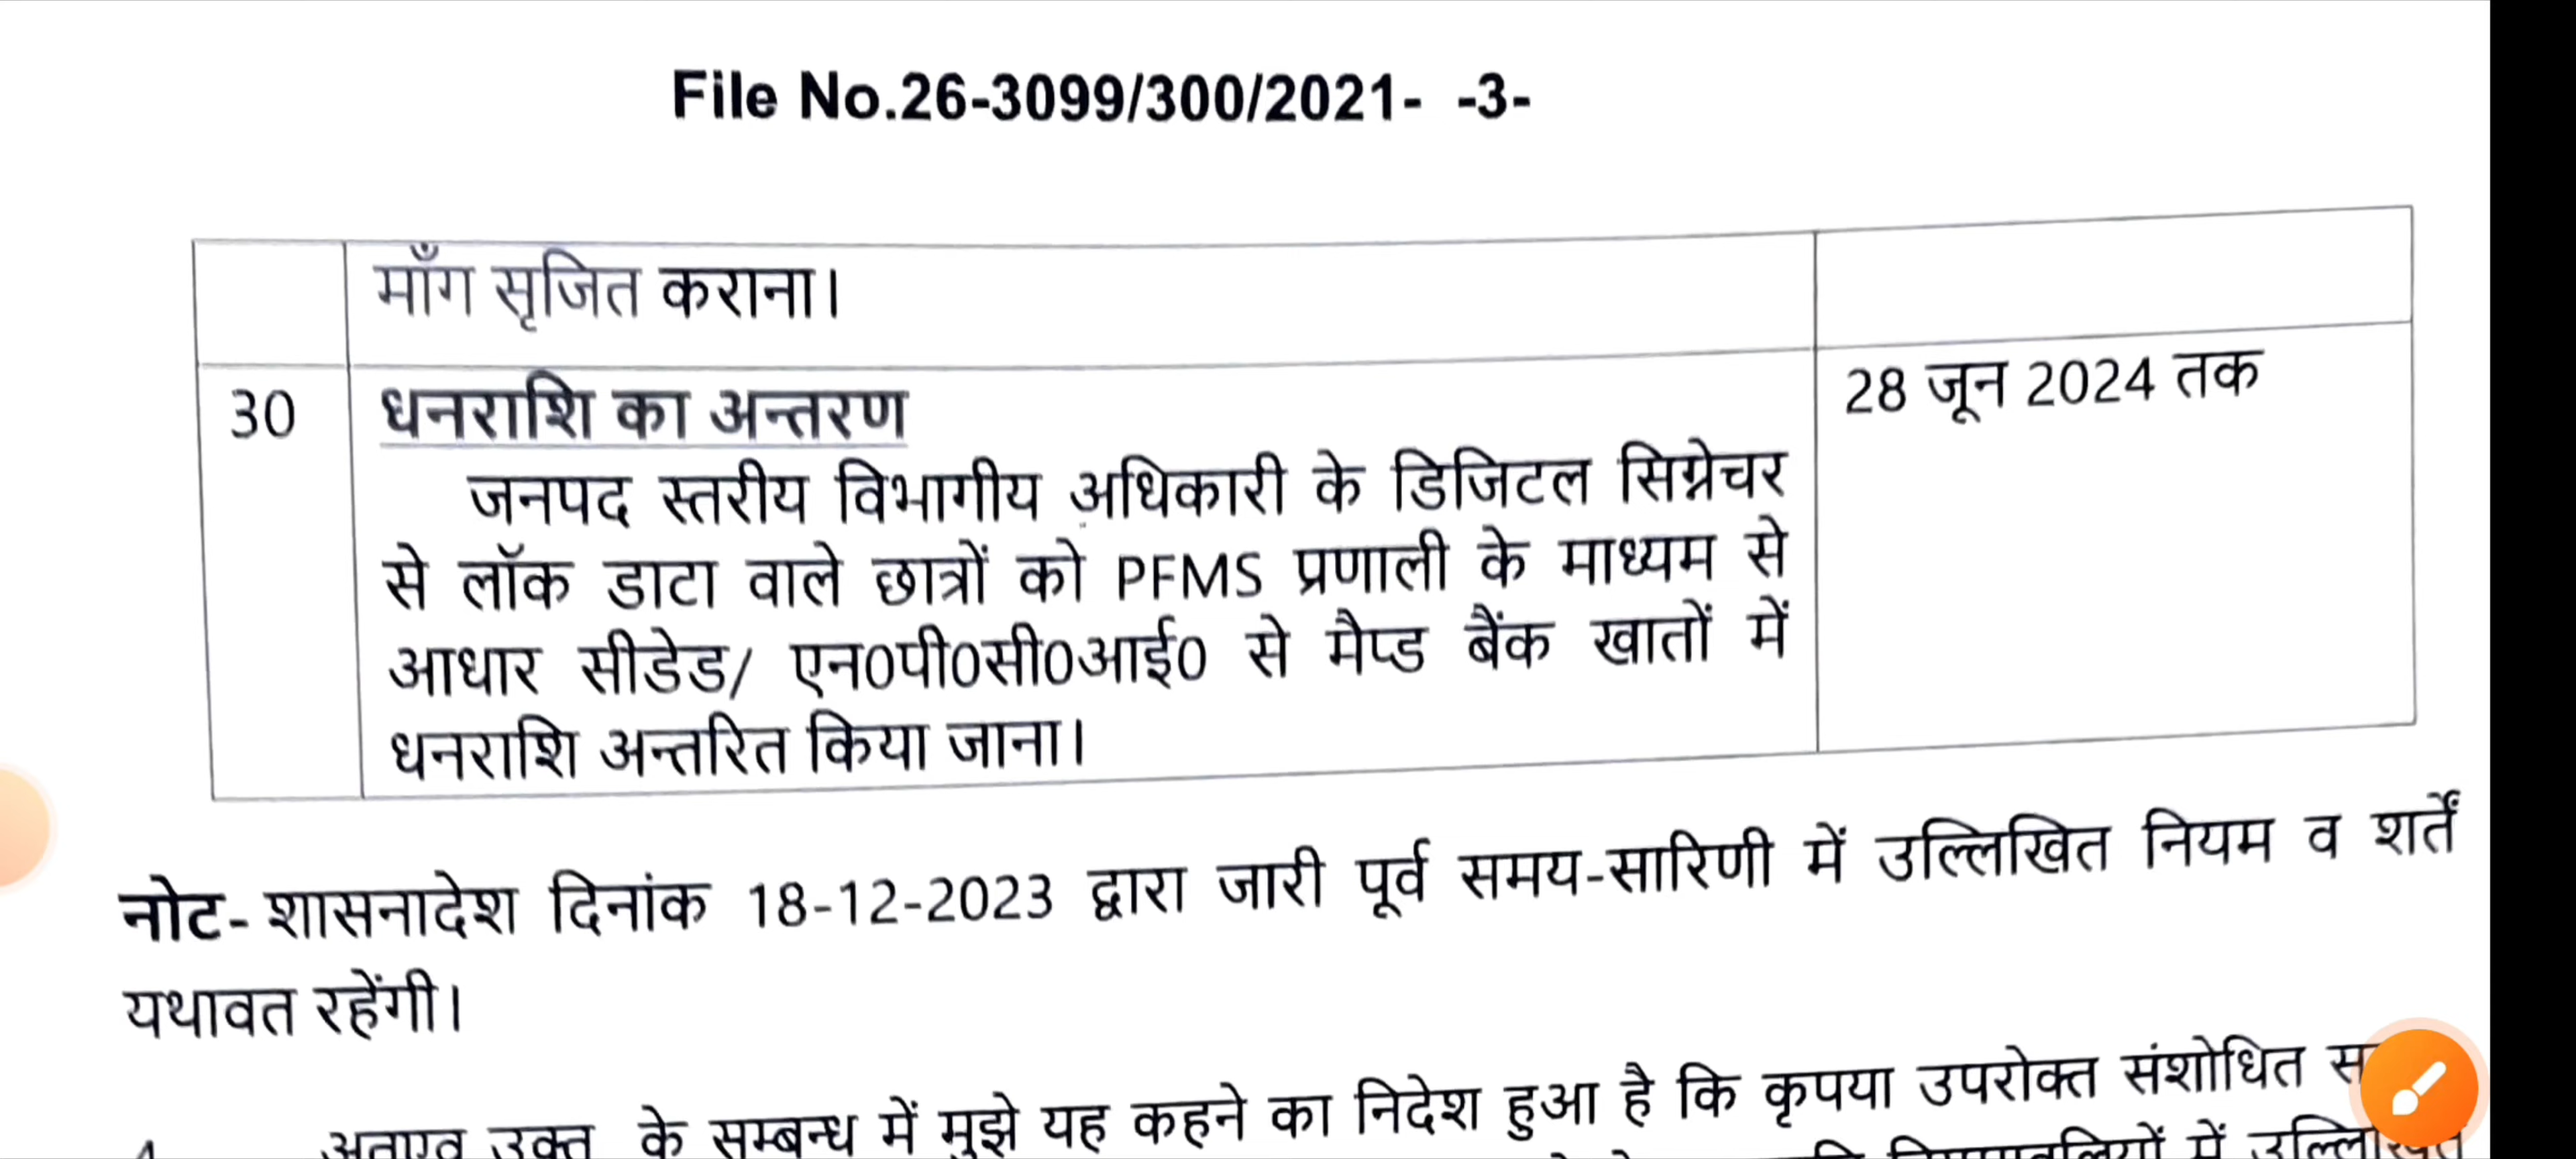 File No.26-3099/300/2021- -3-
माँग सृजित कराना।
30 धनराशि का अन्तरण 28 जून 2024 तक
जनपद स्तरीय विभागीय अधिकारी के डिजिटल सिग्नेचर
से लॉक डाटा वाले छात्रों को PFMS प्रणाली के माध्यम से
आधार सीडेड/ एन0पी0सी0आई0 से मैप्ड बैंक खातों में
धनराशि अन्तरित किया जाना।
नोट- शासनादेश दिनांक 18-12-2023 द्वारा जारी पूर्व समय-सारिणी में उल्लिखित नियम व शर्तें
यथावत रहेंगी।
अतएव उक्त के सम्बन्ध में मुझे यह कहने का निदेश हुआ है कि कृपया उपरोक्त संशोधित
में